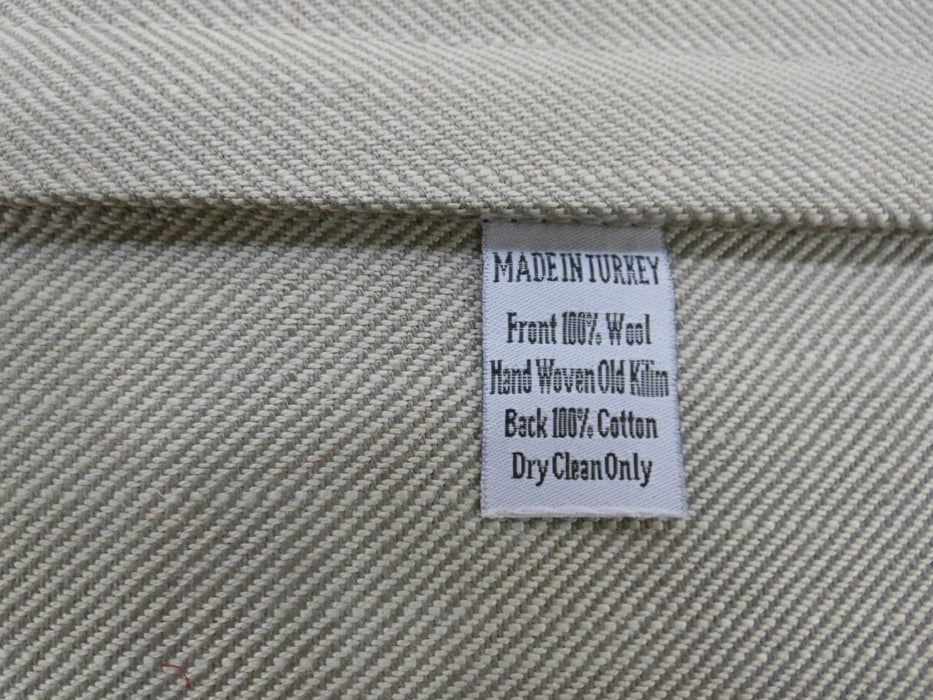 MADE IN TURKEY
Front 100% Wool
Hand Woven Old Kilim
Back 100% Cotton
Dry Clean Only